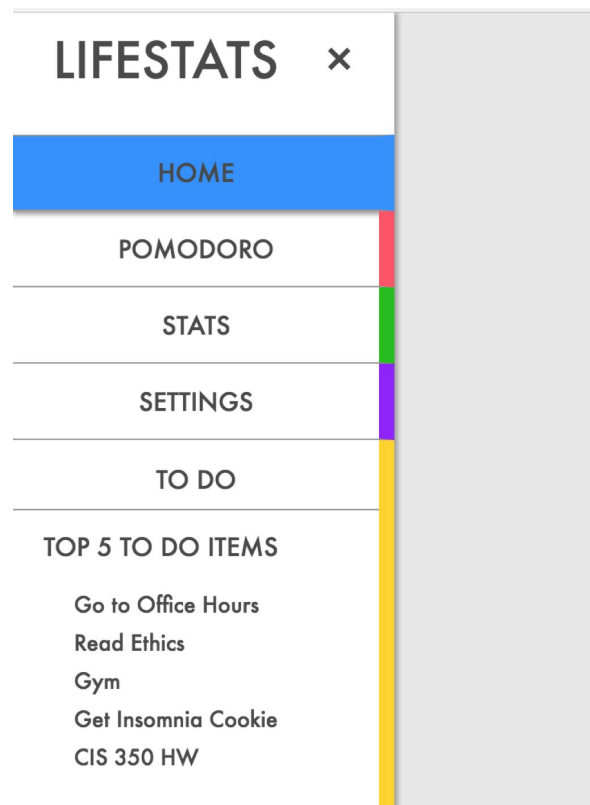 LIFESTATS ×
HOME
POMODORO
STATS
SETTINGS
TO DO
TOP 5 TO DO ITEMS
Go to Office Hours
Read Ethics
Gym
Get Insomnia Cookie
CIS 350 HW